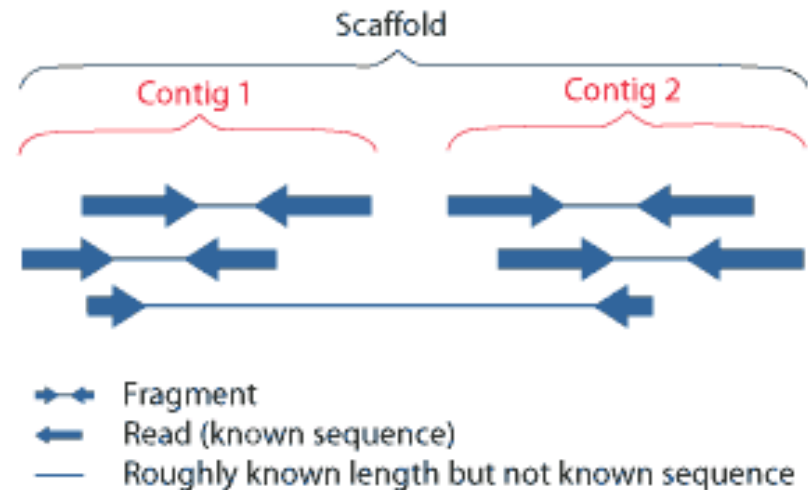 Scaffold
Contig 1
Contig 2
Fragment
Read (known sequence)
Roughly known length but not known sequence